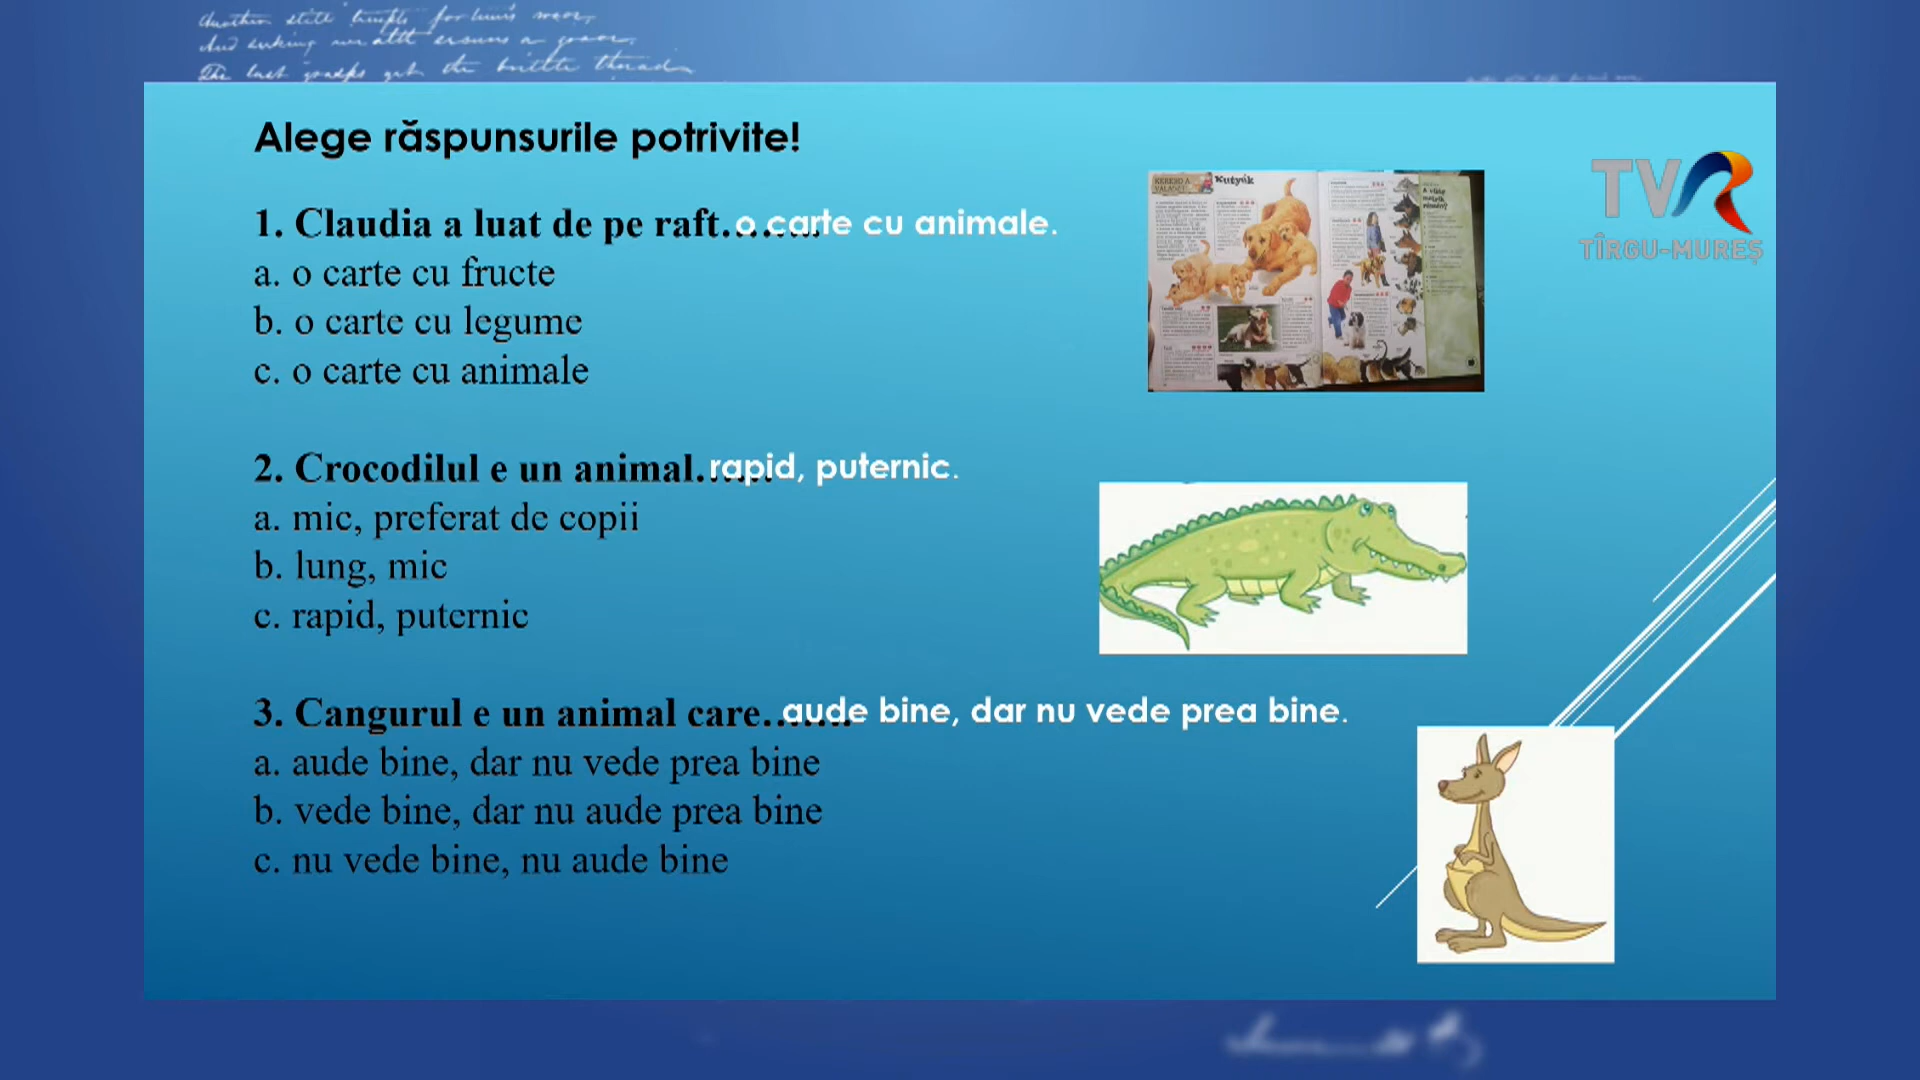 Alege răspunsurile potrivite!
1. Claudia a luat de pe raft........o carte cu animale.
a. o carte cu fructe
b. o carte cu legume
c. o carte cu animale
2. Crocodilul e un animal......rapid, puternic.
a. mic, preferat de copii
b. lung, mic
c. rapid, puternic
3. Cangurul e un animal care.......aude bine, dar nu vede prea bine.
a. aude bine, dar nu vede prea bine
b. vede bine, dar nu aude prea bine
c. nu vede bine, nu aude bine
Kutyák
TVR
TÎRGU-MUREȘ